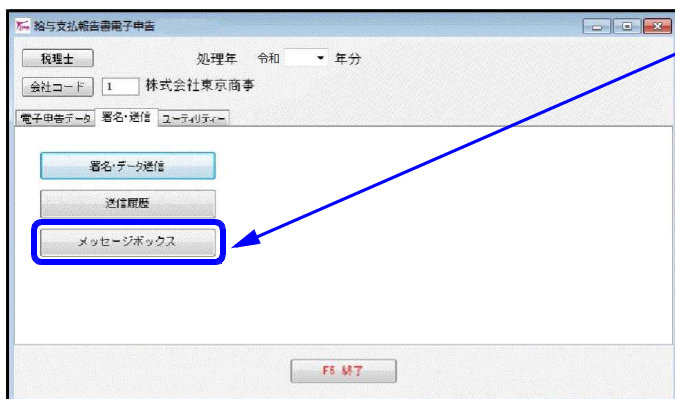 給与支払報告書電子申告
税理士 処理年 令和 年分
会社コード 1 株式会社東京商事
電子申告データ 署名・送信 ユーティリティー
署名・データ送信
送信履歴
メッセージボックス
F5 終了